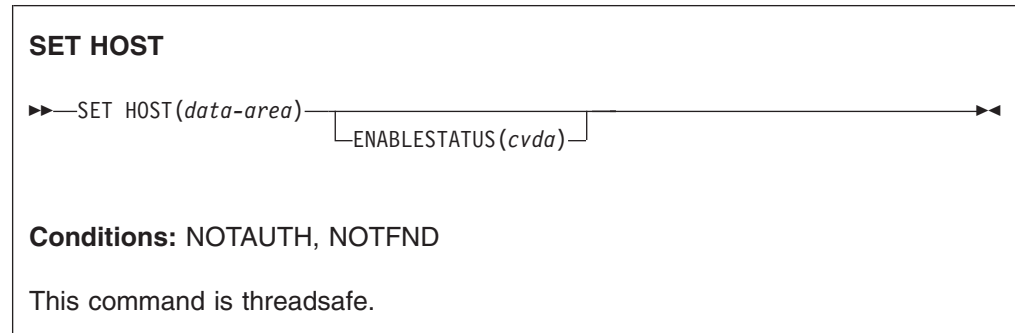 SET HOST
SET HOST(data-area)
ENABLESTATUS(cvda)
Conditions: NOTAUTH, NOTFND
This command is threadsafe.